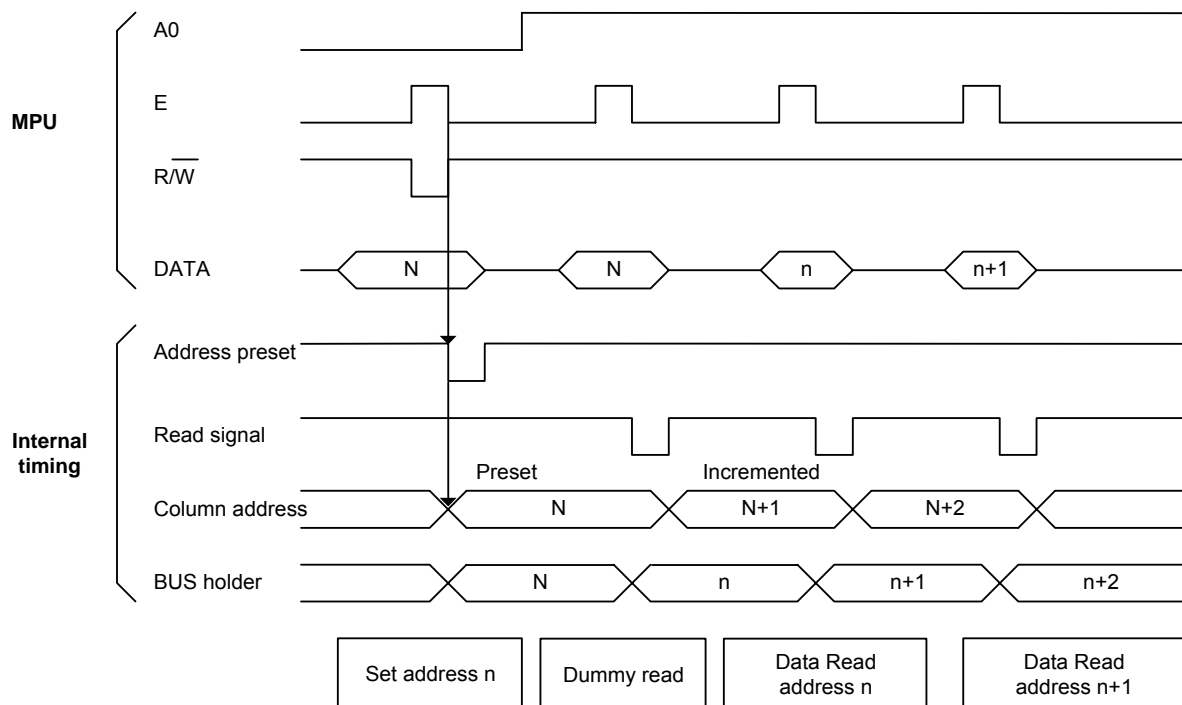 A0
E
MPU
R/W
DATA
N
N
n
n+1
Address preset
Read signal
Internal
timing
Preset
Incremented
Column address
N
N+1
N+2
BUS holder
N
n
n+1
n+2
Set address n
Dummy read
Data Read
address n
Data Read
address n+1